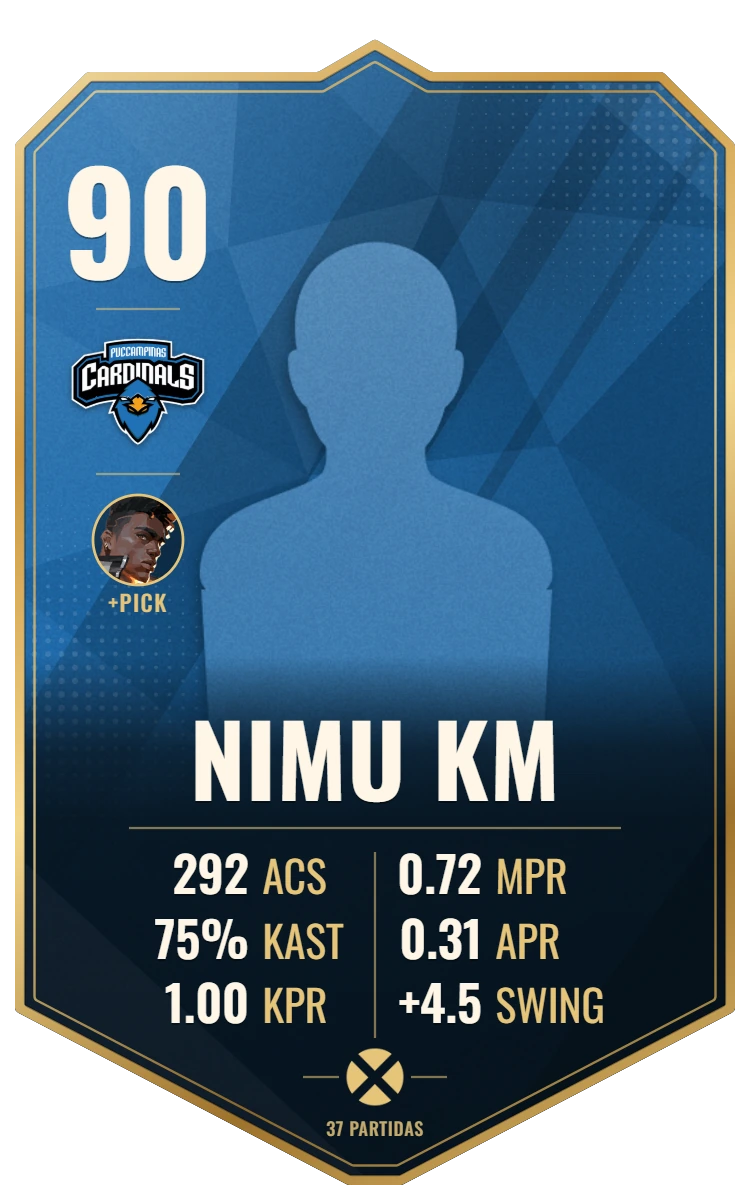 90
PUCCAMPINAS
CARDINALS
+PICK
NIMU KM
292 ACS
0.72 MPR
75% KAST
0.31 APR
1.00 KPR
+4.5 SWING
37 PARTIDAS